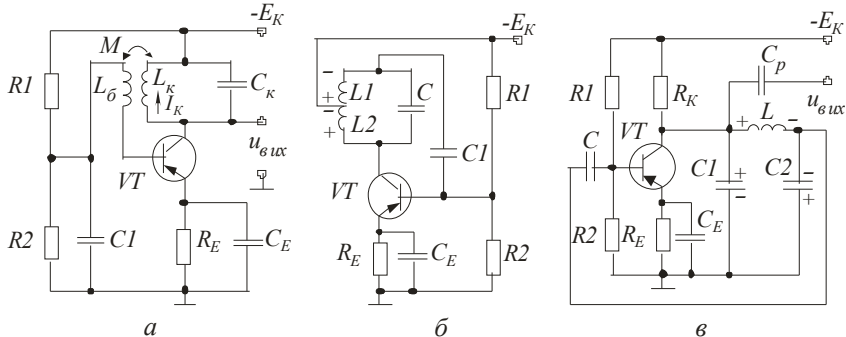 -E_K
M
R1
L_б
L_к
I_K
C_к
u_вих
VT
R2
C1
R_E
C_E
а
-E_K
–
+
–
+
L1
L2
C
R1
C1
VT
R_E
C_E
R2
б
-E_K
C_p
R1
R_K
u_вих
C
VT
+
L
–
C1
+
–
C2
–
+
R2
R_E
C_E
в